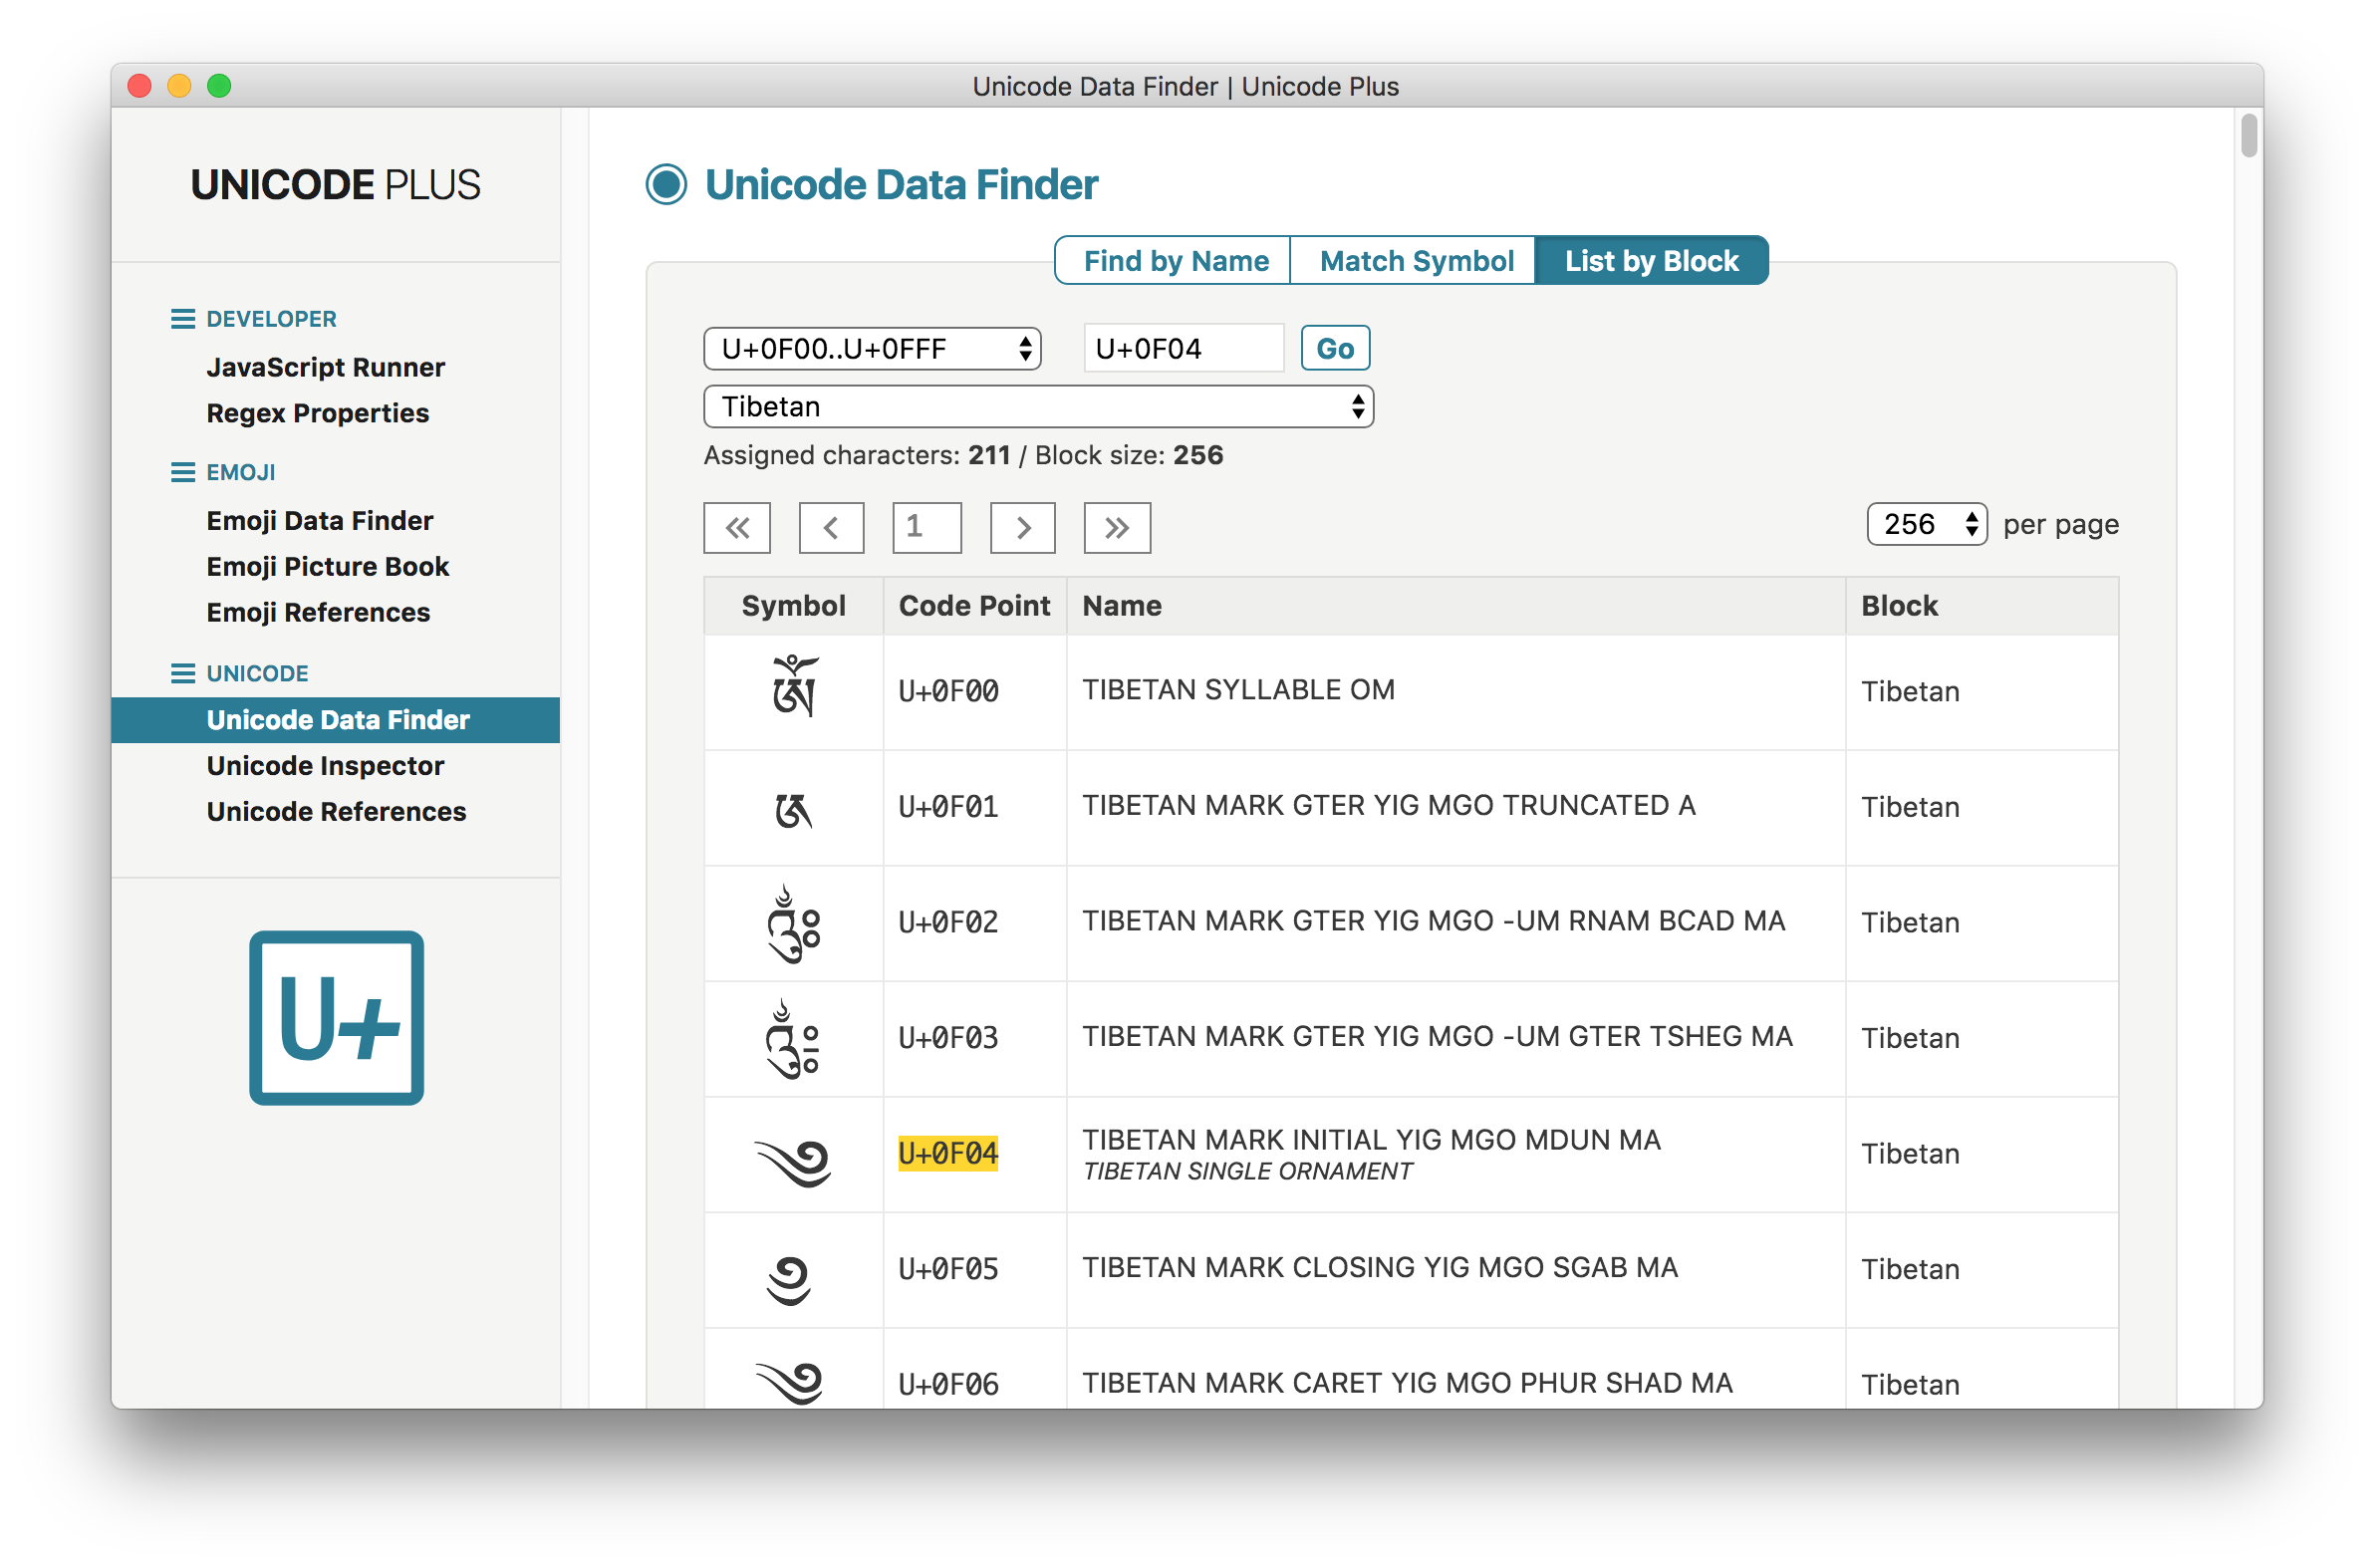 Unicode Data Finder | Unicode Plus
UNICODE PLUS
DEVELOPER
JavaScript Runner
Regex Properties
EMOJI
Emoji Data Finder
Emoji Picture Book
Emoji References
UNICODE
Unicode Data Finder
Unicode Inspector
Unicode References
U+
Unicode Data Finder
Find by Name Match Symbol List by Block
U+0F00..U+0FFF U+0F04 Go
Tibetan
Assigned characters: 211 / Block size: 256
« ‹ 1 › » 256 per page
Symbol Code Point Name Block
ༀ U+0F00 TIBETAN SYLLABLE OM Tibetan
༁ U+0F01 TIBETAN MARK GTER YIG MGO TRUNCATED A Tibetan
༂ U+0F02 TIBETAN MARK GTER YIG MGO -UM RNAM BCAD MA Tibetan
༃ U+0F03 TIBETAN MARK GTER YIG MGO -UM GTER TSHEG MA Tibetan
༄ U+0F04 TIBETAN MARK INITIAL YIG MGO MDUN MA Tibetan
TIBETAN SINGLE ORNAMENT
༅ U+0F05 TIBETAN MARK CLOSING YIG MGO SGAB MA Tibetan
༆ U+0F06 TIBETAN MARK CARET YIG MGO PHUR SHAD MA Tibetan